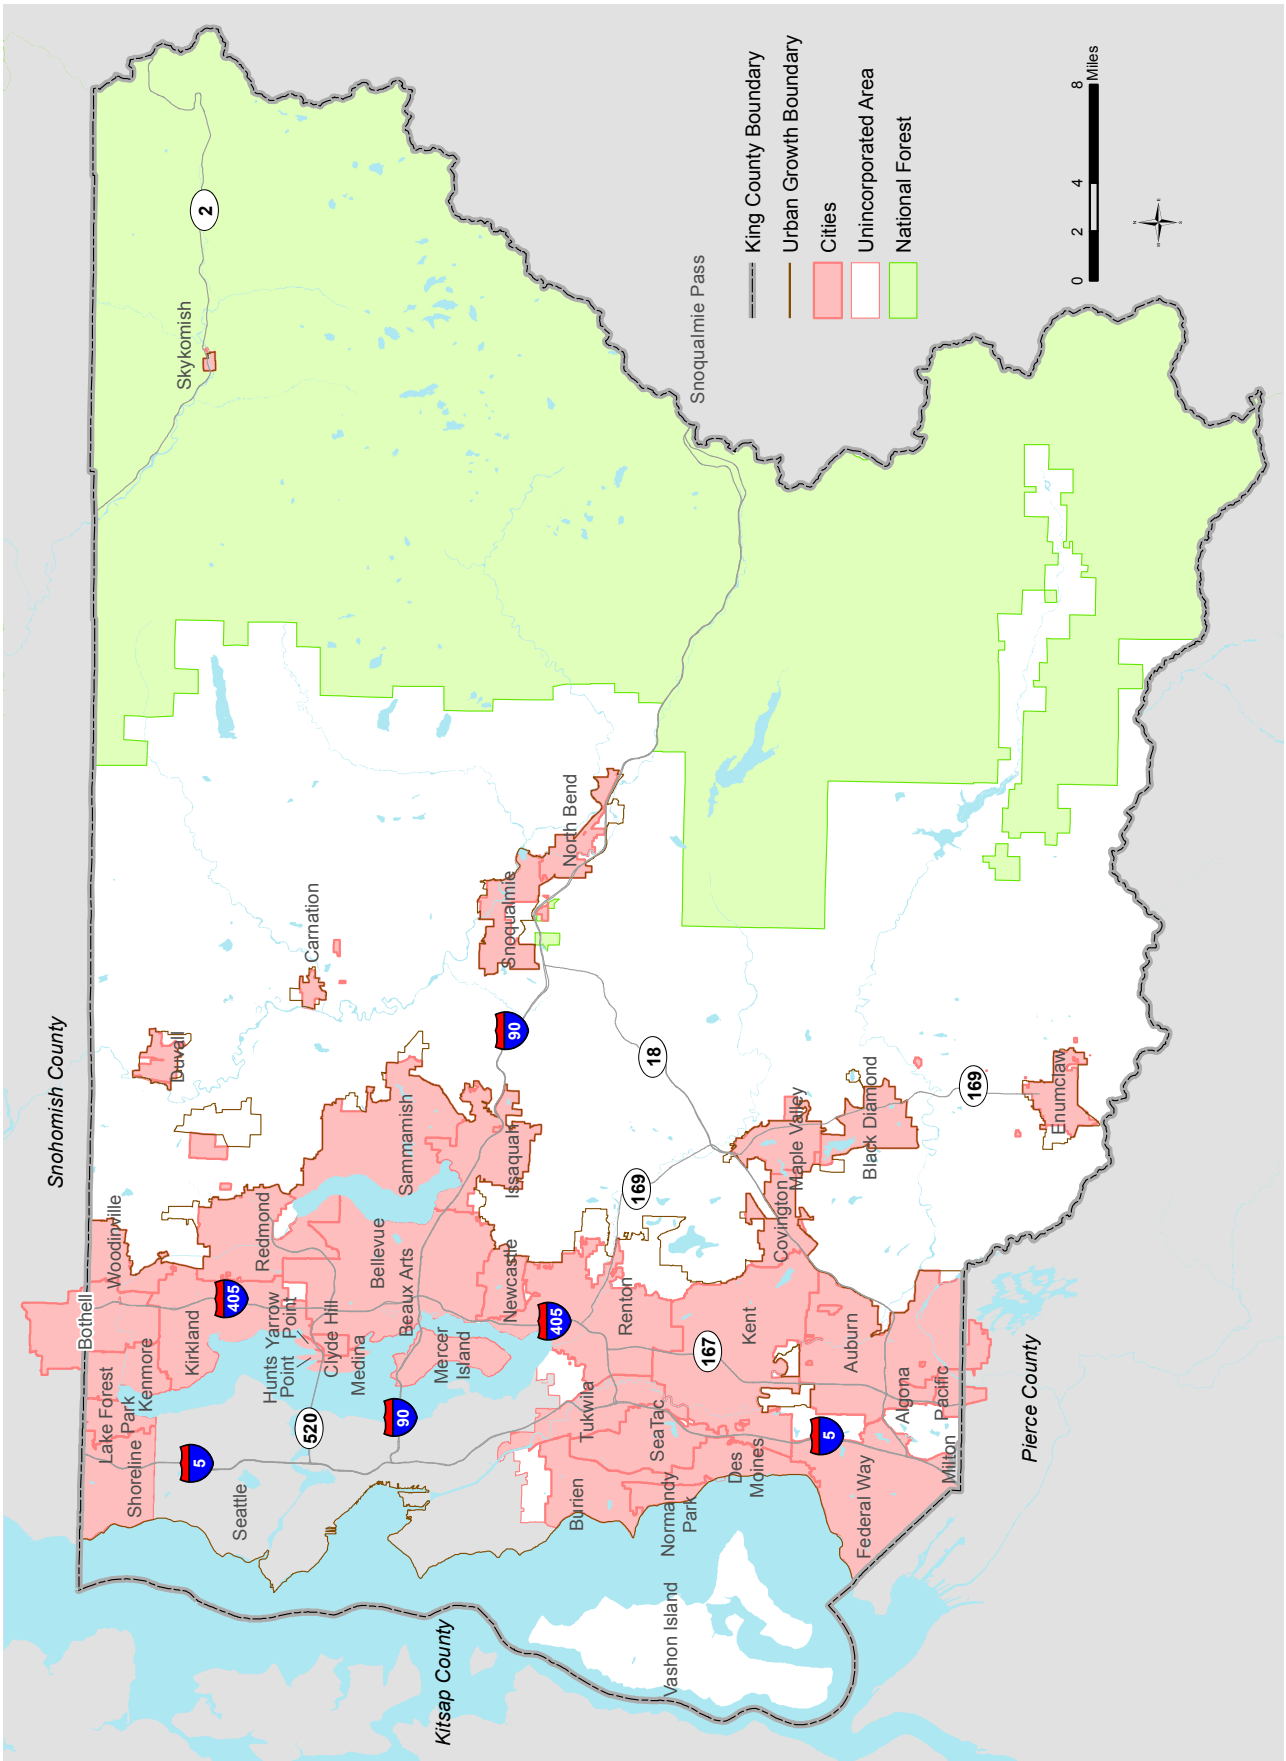 Snohomish County
Bothell
Woodinville
Duvall
Skykomish
2
Lake Forest
Park
Kenmore
Shoreline
Kirkland
405
Redmond
Carnation
5
Seattle
520
Hunts
Point
Yarrow
Point
Clyde Hill
Medina
Bellevue
Beaux Arts
Sammamish
90
Mercer
Island
Newcastle
Issaquah
90
Snoqualmie
North Bend
Snoqualmie Pass
405
Kitsap County
Burien
Tukwila
Renton
169
18
SeaTac
Normandy
Park
Vashon Island
167
Kent
Des
Moines
Covington
Maple Valley
5
Auburn
Black Diamond
Federal Way
Algona
Pacific
Milton
169
Enumclaw
Pierce County
King County Boundary
Urban Growth Boundary
Cities
Unincorporated Area
National Forest
0 2 4 8
Miles
N
W E
S